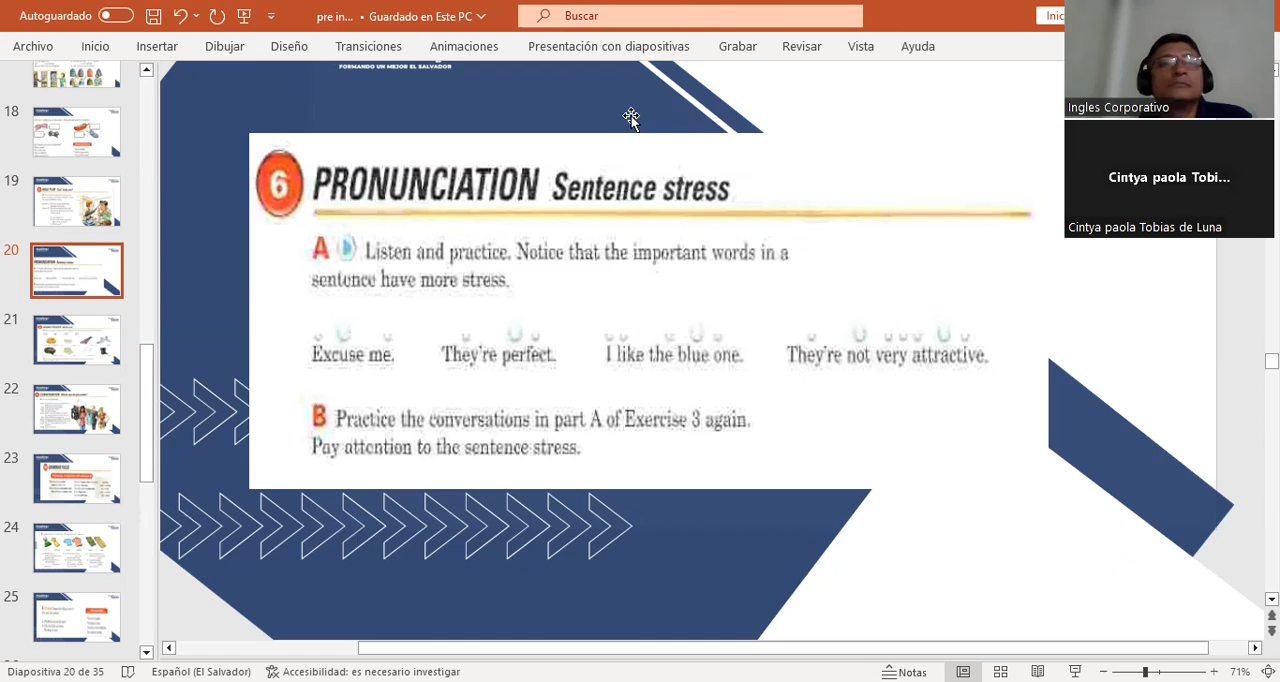 Autoguardado
pre in... • Guardado en Este PC
Buscar
Inic
Archivo Inicio Insertar Dibujar Diseño Transiciones Animaciones Presentación con diapositivas Grabar Revisar Vista Ayuda
Ingles Corporativo
Cintya paola Tobi...
Cintya paola Tobias de Luna
FORMANDO UN MEJOR EL SALVADOR
18
19
20
21
22
23
24
25
6 PRONUNCIATION Sentence stress
A Listen and practice. Notice that the important words in a
sentence have more stress.
Excuse me. They're perfect. I like the blue one. They're not very attractive.
B Practice the conversations in part A of Exercise 3 again.
Pay attention to the sentence stress.
Diapositiva 20 de 35 Español (El Salvador) Accesibilidad: es necesario investigar Notas 71%